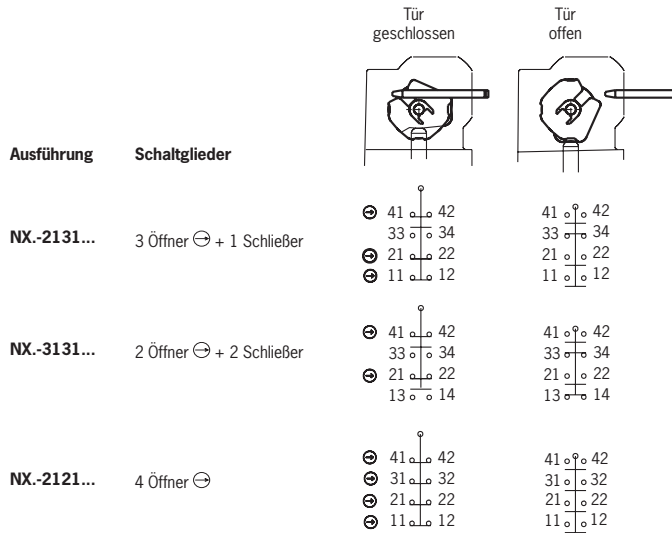 Tür geschlossen
Tür offen
Ausführung Schaltglieder
NX.-2131... 3 Öffner + 1 Schließer
41 42 41 42
33 34 33 34
21 22 21 22
11 12 11 12
NX.-3131... 2 Öffner + 2 Schließer
41 42 41 42
33 34 33 34
21 22 21 22
13 14 13 14
NX.-2121... 4 Öffner
41 42 41 42
31 32 31 32
21 22 21 22
11 12 11 12